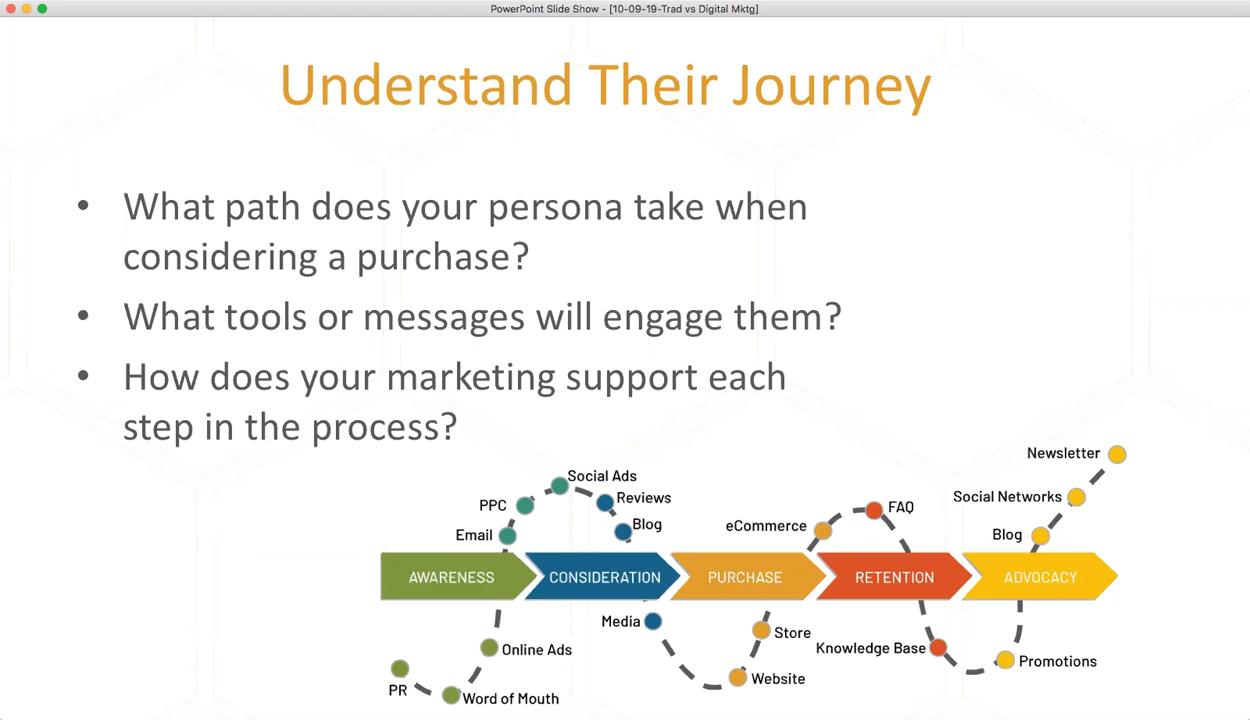 PowerPoint Slide Show - [10-09-19-Trad vs Digital Mktg]
Understand Their Journey
• What path does your persona take when
considering a purchase?
• What tools or messages will engage them?
• How does your marketing support each
step in the process?
Newsletter
Social Ads
Reviews
Social Networks
PPC
FAQ
Blog
eCommerce
Email
Blog
AWARENESS
CONSIDERATION
PURCHASE
RETENTION
ADVOCACY
Media
Store
Online Ads
Knowledge Base
Promotions
Website
PR
Word of Mouth